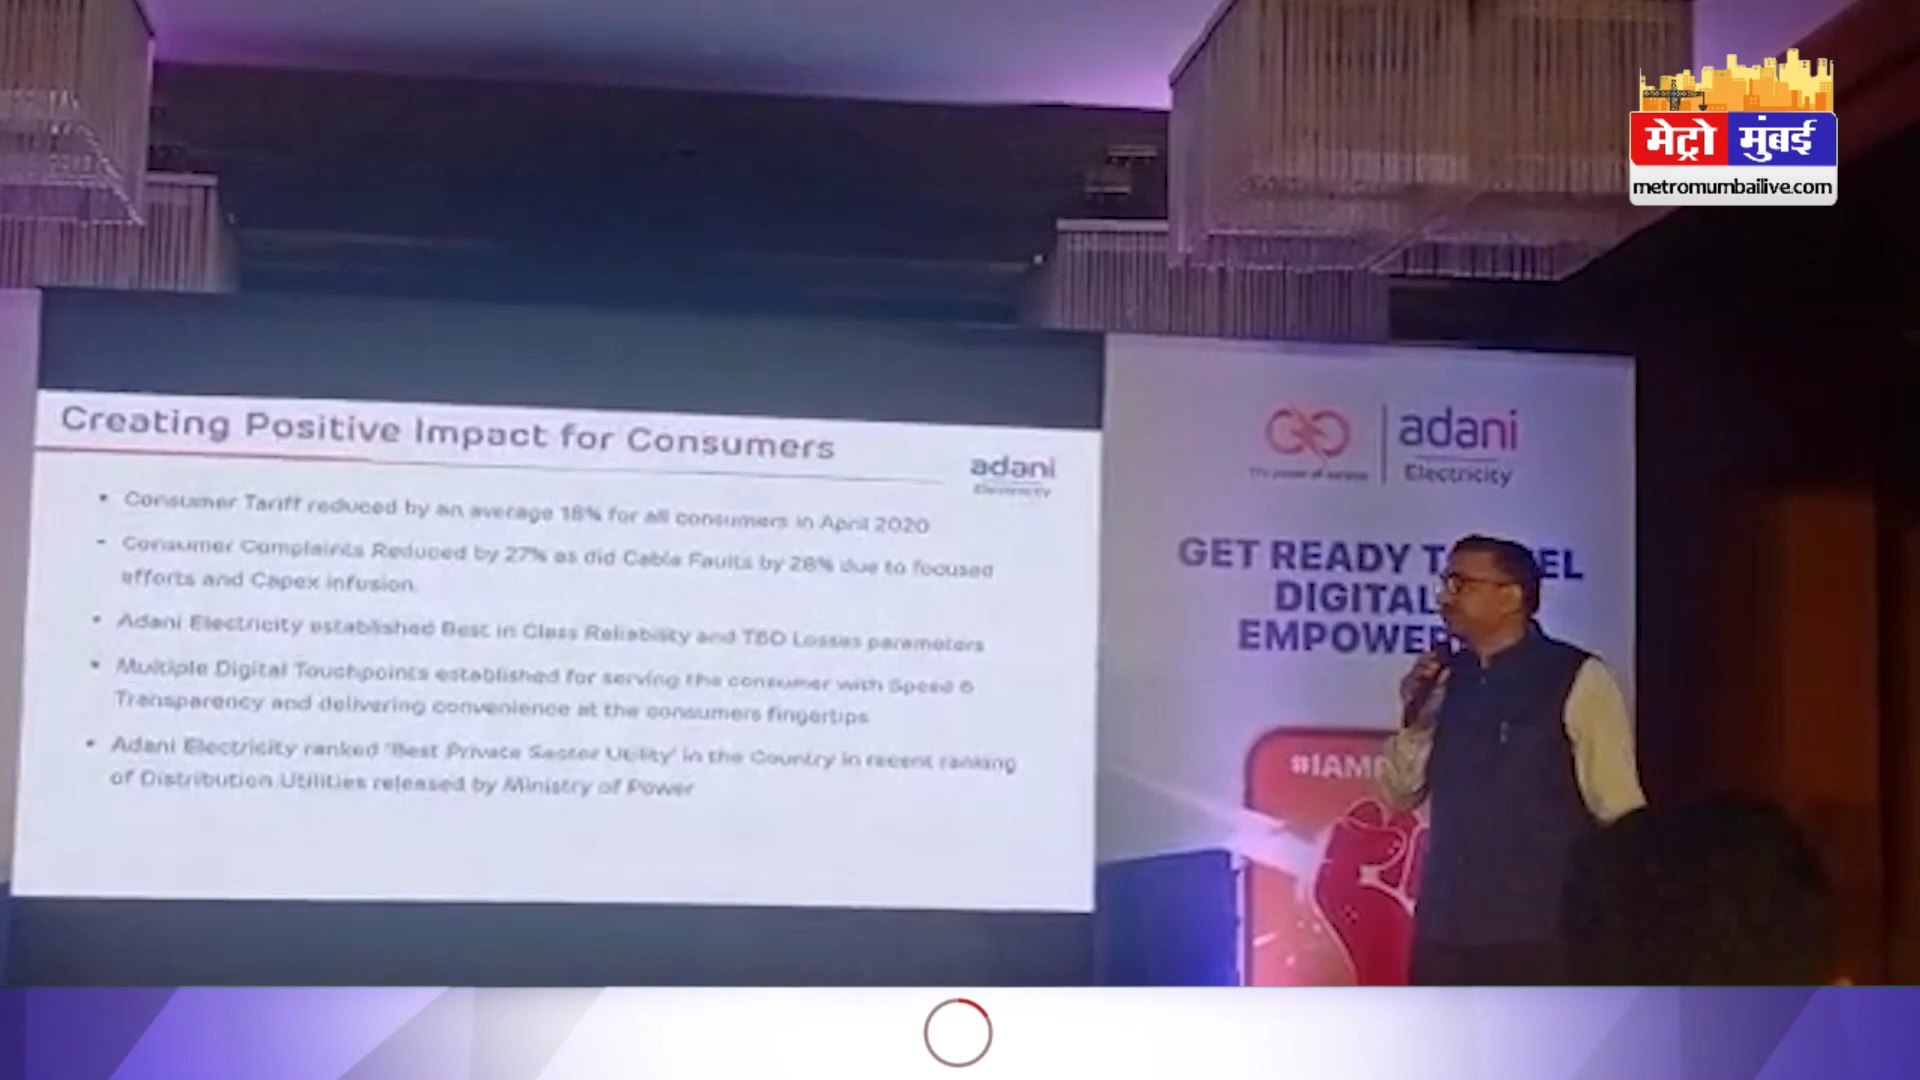 मेट्रो मुंबई
metromumbailive.com
Creating Positive Impact for Consumers
adani
Electricity
• Consumer Tariff reduced by an average 18% for all consumers in April 2020
• Consumer Complaints Reduced by 27% as did Cable Faults by 28% due to focused
efforts and Capex infusion.
• Adani Electricity established Best in Class Reliability and T&D Losses parameters
• Multiple Digital Touchpoints established for serving the consumer with Speed &
Transparency and delivering convenience at the consumers fingertips
• Adani Electricity ranked 'Best Private Sector Utility' in the Country in recent ranking
of Distribution Utilities released by Ministry of Power
adani
Electricity
GET READY T EL
DIGITAL
EMPOWER
#IAM